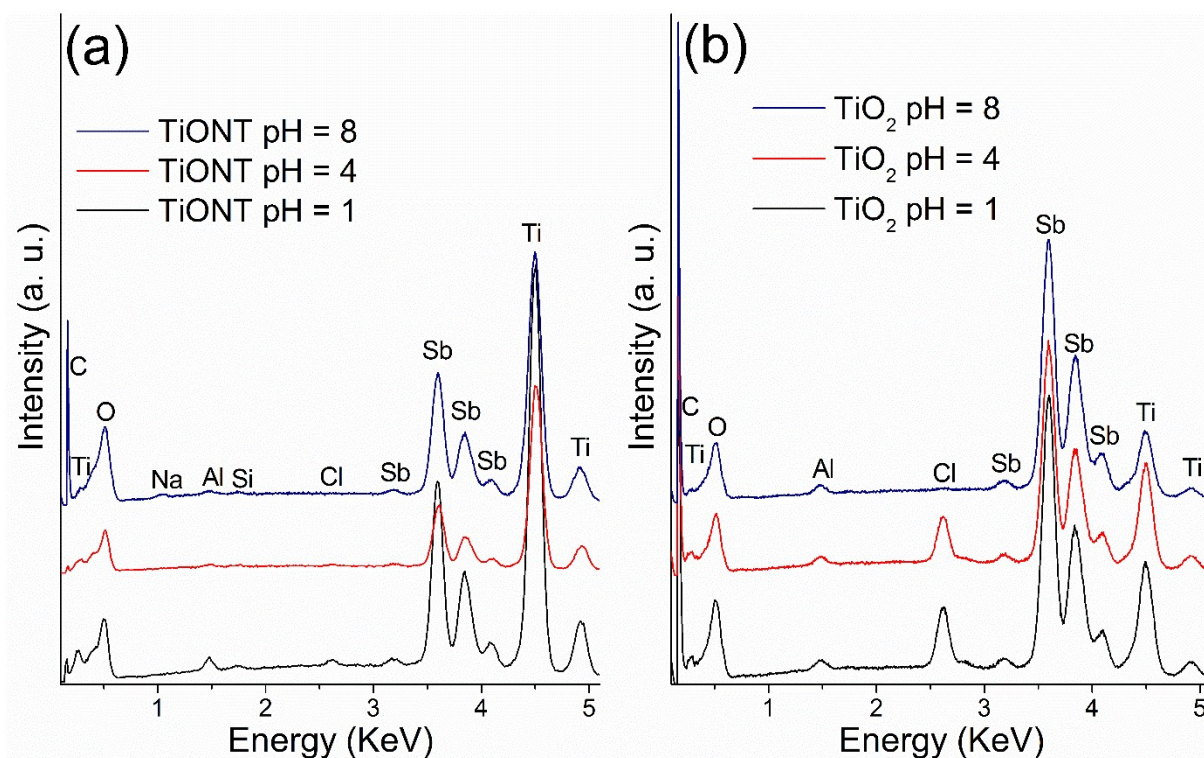 (a)
TiONT pH = 8
TiONT pH = 4
TiONT pH = 1
Intensity (a. u.)
C
Ti
O
Na
Al
Si
Cl
Sb
Sb
Sb
Sb
Ti
Ti
1 2 3 4 5
Energy (KeV)
(b)
TiO₂ pH = 8
TiO₂ pH = 4
TiO₂ pH = 1
Intensity (a. u.)
C
Ti
O
Al
Cl
Sb
Sb
Sb
Sb
Ti
Ti
1 2 3 4 5
Energy (KeV)